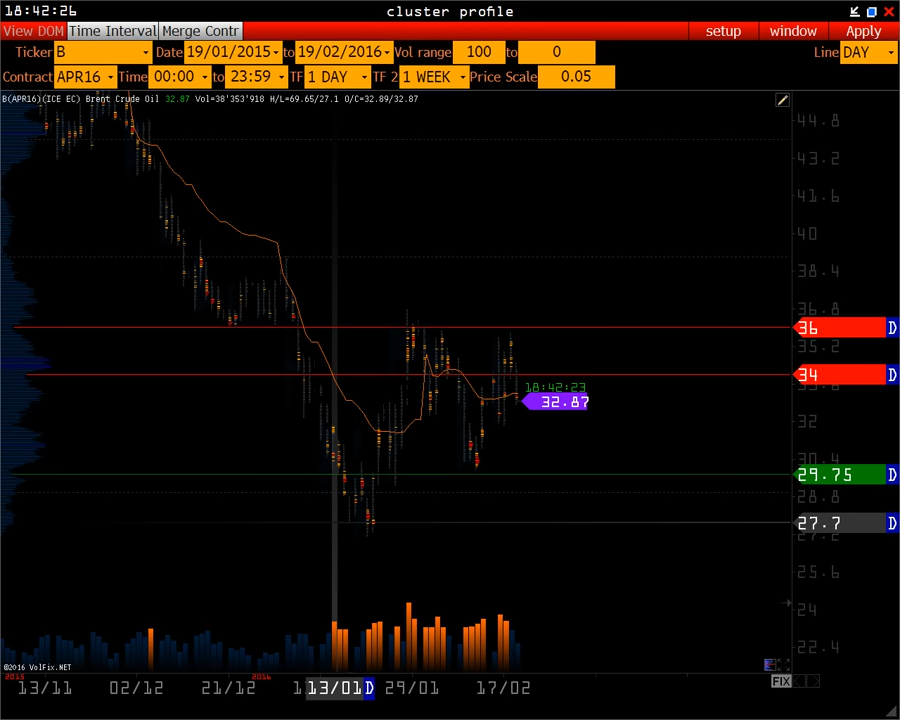 18:42:26 cluster profile
View DOM Time Interval Merge Contr setup window Apply
Ticker B Date 19/01/2015 to 19/02/2016 Vol range 100 to 0 Line DAY
Contract APR16 Time 00:00 to 23:59 TF 1 DAY TF 2 1 WEEK Price Scale 0.05
B(APR16)(ICE EC) Brent Crude Oil 32.87 Vol=38'353'918 H/L=69.65/27.1 O/C=32.89/32.87
44.8
43.2
41.6
40
38.4
36.8
36 D
35.2
34 D
18:42:23
32.87
32
30.4
29.75 D
28.8
27.7 D
27.2
25.6
24
22.4
©2016 VolFix.NET
2015 2016
13/11 02/12 21/12 1 13/01 D 29/01 17/02
FIX